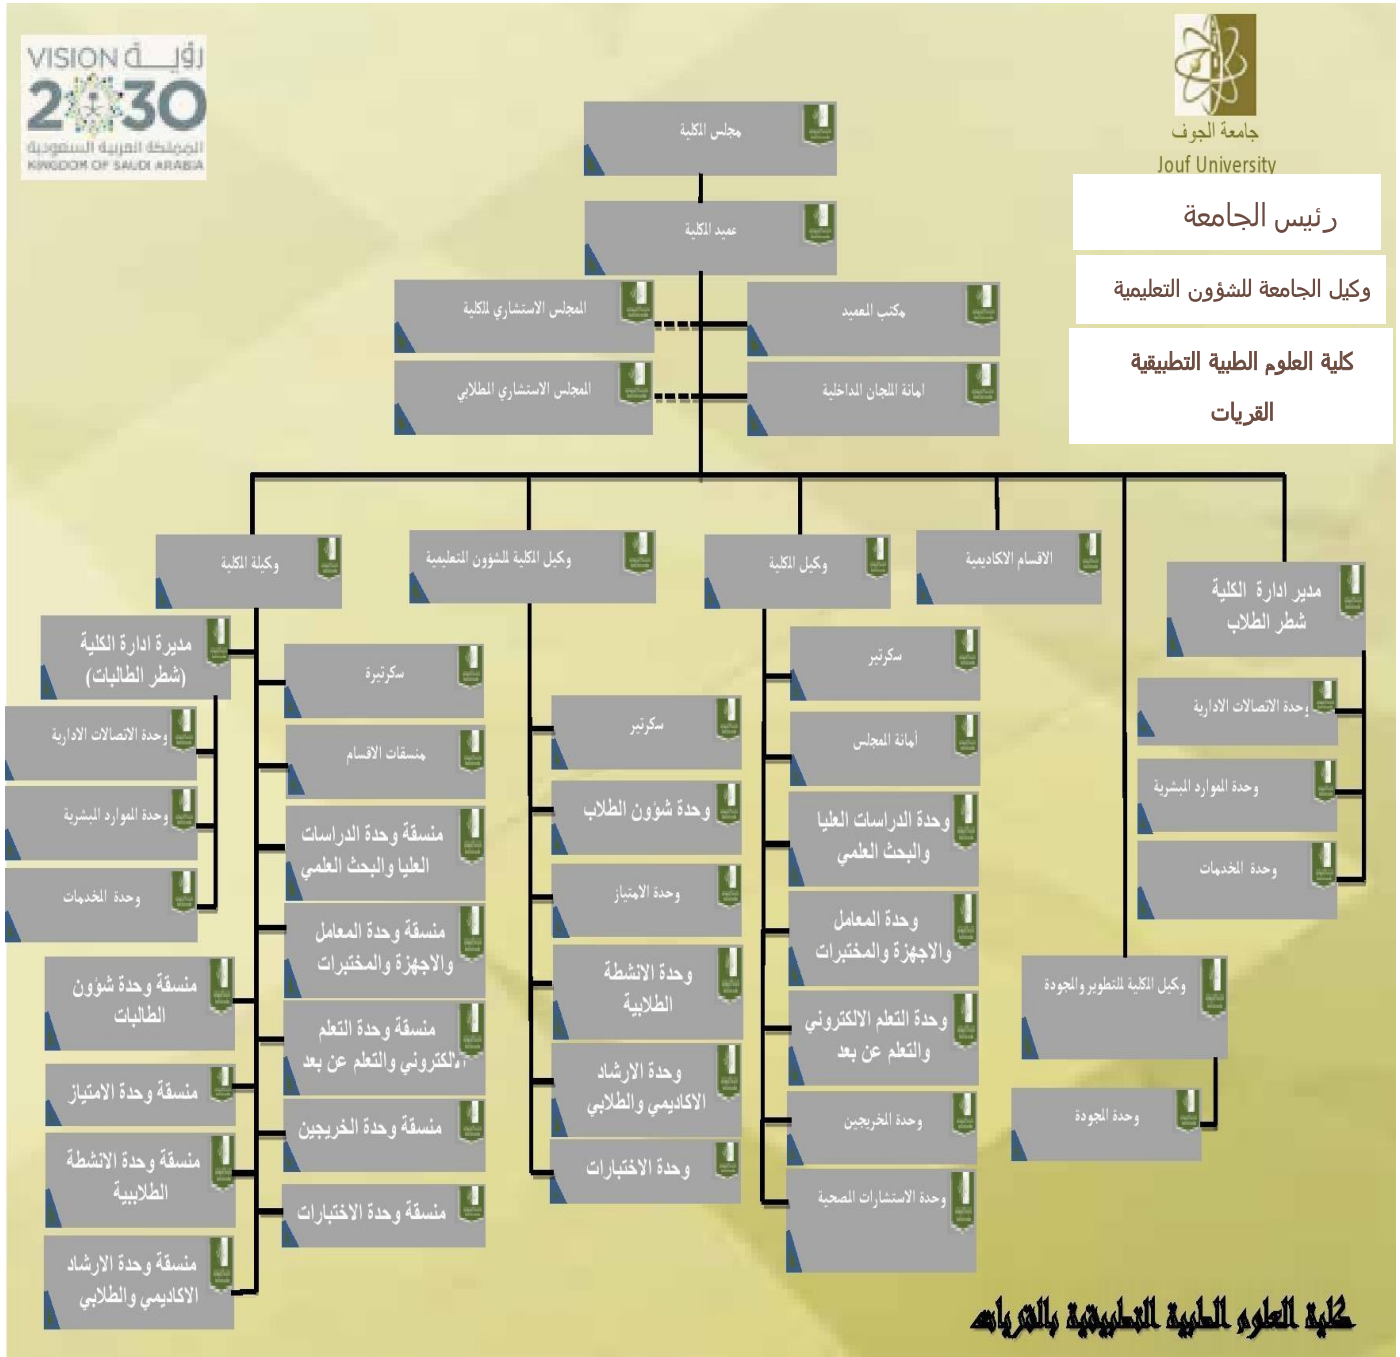 رؤيـــة VISION
2030
المملكة العربية السعودية
KINGDOM OF SAUDI ARABIA
جامعة الجوف
Jouf University
رئيس الجامعة
وكيل الجامعة للشؤون التعليمية
كلية العلوم الطبية التطبيقية
القريات
مجلس الكلية
عميد الكلية
مكتب العميد
المجلس الاستشاري للكلية
امانة اللجان الداخلية
المجلس الاستشاري الطلابي
مدير ادارة الكلية
شطر الطلاب
وحدة الاتصالات الادارية
وحدة الموارد البشرية
وحدة الخدمات
وكيل الكلية للتطوير والجودة
وحدة الجودة
الاقسام الاكاديمية
وكيل الكلية
سكرتير
أمانة المجلس
وحدة الدراسات العليا
والبحث العلمي
وحدة المعامل
والاجهزة والمختبرات
وحدة التعلم الالكتروني
والتعلم عن بعد
وحدة الخريجين
وحدة الاستشارات الصحية
وكيل الكلية للشؤون التعليمية
سكرتير
وحدة شؤون الطلاب
وحدة الامتياز
وحدة الانشطة
الطلابية
وحدة الارشاد
الاكاديمي والطلابي
وحدة الاختبارات
وكيلة الكلية
سكرتيرة
منسقات الاقسام
منسقة وحدة الدراسات
العليا والبحث العلمي
منسقة وحدة المعامل
والاجهزة والمختبرات
منسقة وحدة التعلم
الالكتروني والتعلم عن بعد
منسقة وحدة الخريجين
منسقة وحدة الاختبارات
مديرة ادارة الكلية
(شطر الطالبات)
وحدة الاتصالات الادارية
وحدة الموارد البشرية
وحدة الخدمات
منسقة وحدة شؤون
الطالبات
منسقة وحدة الامتياز
منسقة وحدة الانشطة
الطلابيية
منسقة وحدة الارشاد
الاكاديمي والطلابي
كلية العلوم الطبية التطبيقية بالقريات